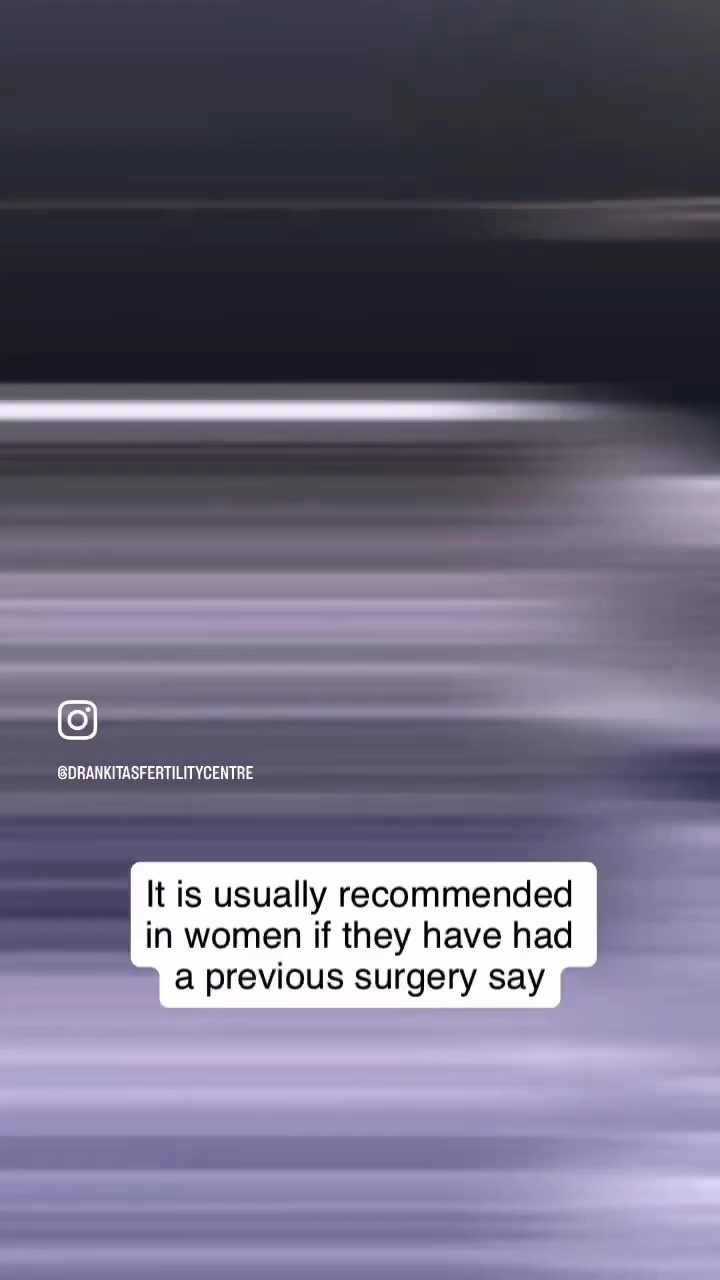 @DRANKITASFERTILITYCENTRE
It is usually recommended
in women if they have had
a previous surgery say